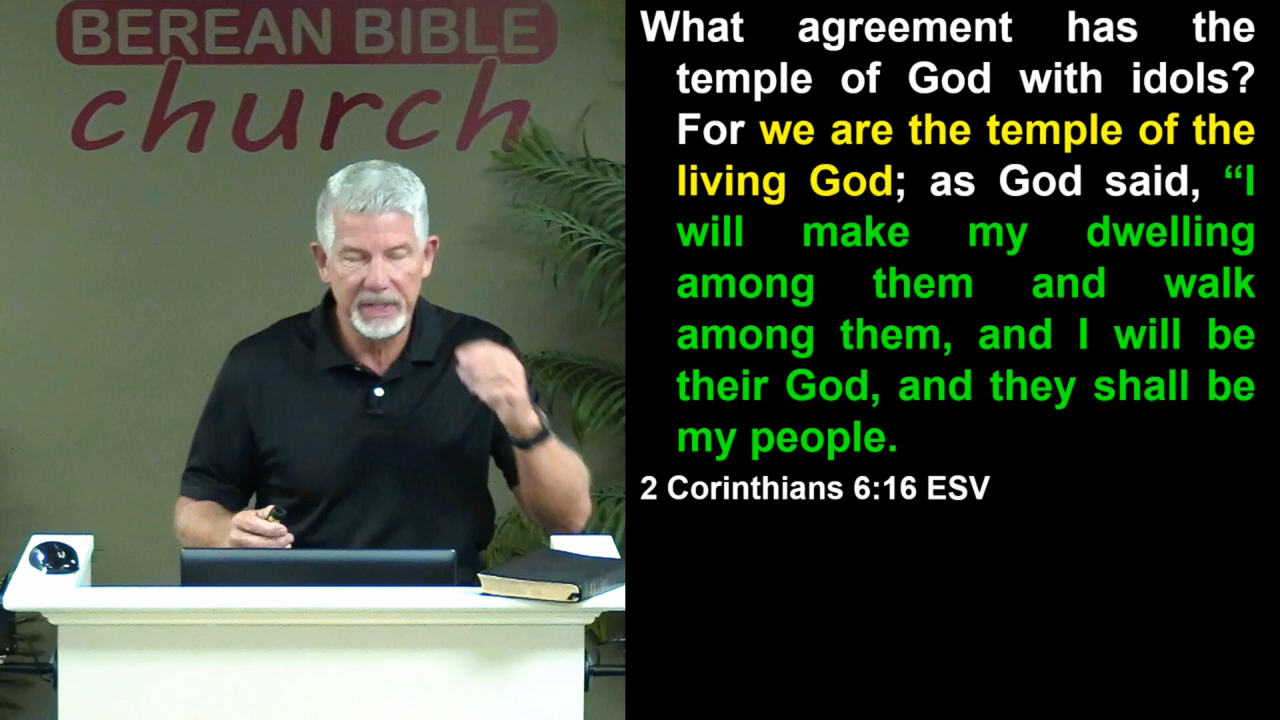 BEREAN BIBLE
church
What agreement has the
temple of God with idols?
For we are the temple of the
living God; as God said, “I
will make my dwelling
among them and walk
among them, and I will be
their God, and they shall be
my people.
2 Corinthians 6:16 ESV